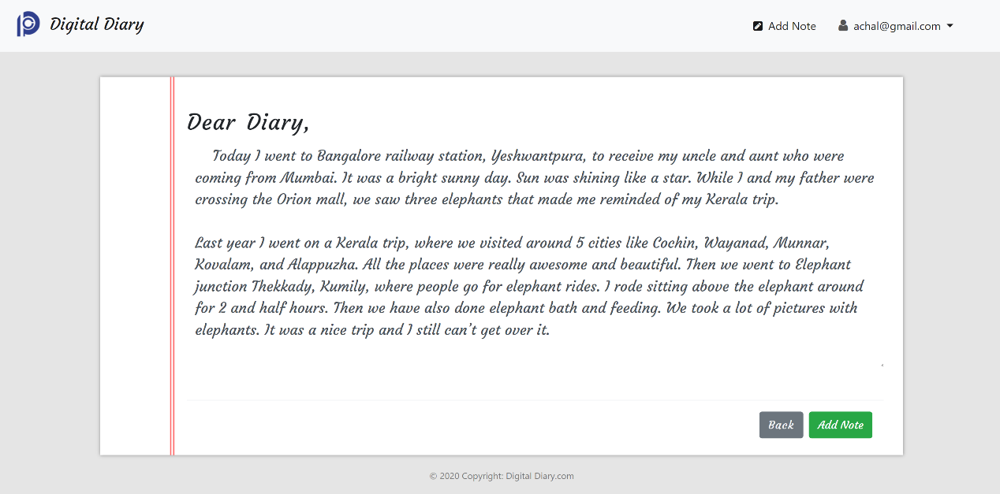 Digital Diary
Add Note
achal@gmail.com
Dear Diary,
Today I went to Bangalore railway station, Yeshwantpura, to receive my uncle and aunt who were
coming from Mumbai. It was a bright sunny day. Sun was shining like a star. While I and my father were
crossing the Orion mall, we saw three elephants that made me reminded of my Kerala trip.
Last year I went on a Kerala trip, where we visited around 5 cities like Cochin, Wayanad, Munnar,
Kovalam, and Alappuzha. All the places were really awesome and beautiful. Then we went to Elephant
junction Thekkady, Kumily, where people go for elephant rides. I rode sitting above the elephant around
for 2 and half hours. Then we have also done elephant bath and feeding. We took a lot of pictures with
elephants. It was a nice trip and I still can't get over it.
Back
Add Note
© 2020 Copyright: Digital Diary.com